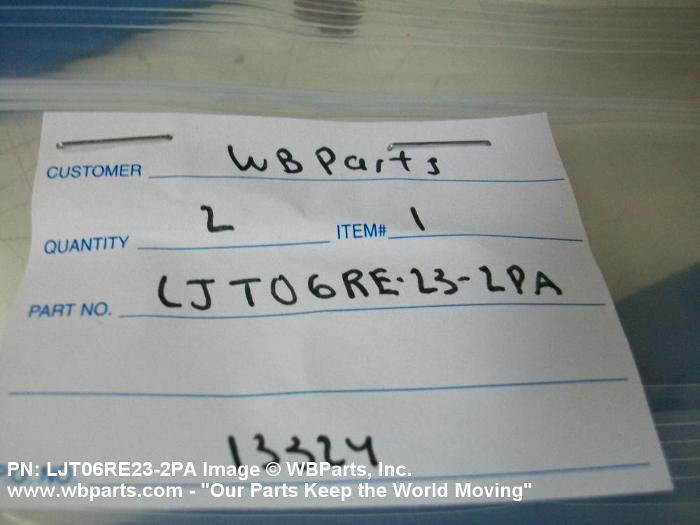 CUSTOMER WBParts
QUANTITY 2 ITEM# 1
PART NO. LJT06RE-23-2PA
13324
PN: LJT06RE23-2PA Image © WBParts, Inc.
www.wbparts.com - "Our Parts Keep the World Moving"